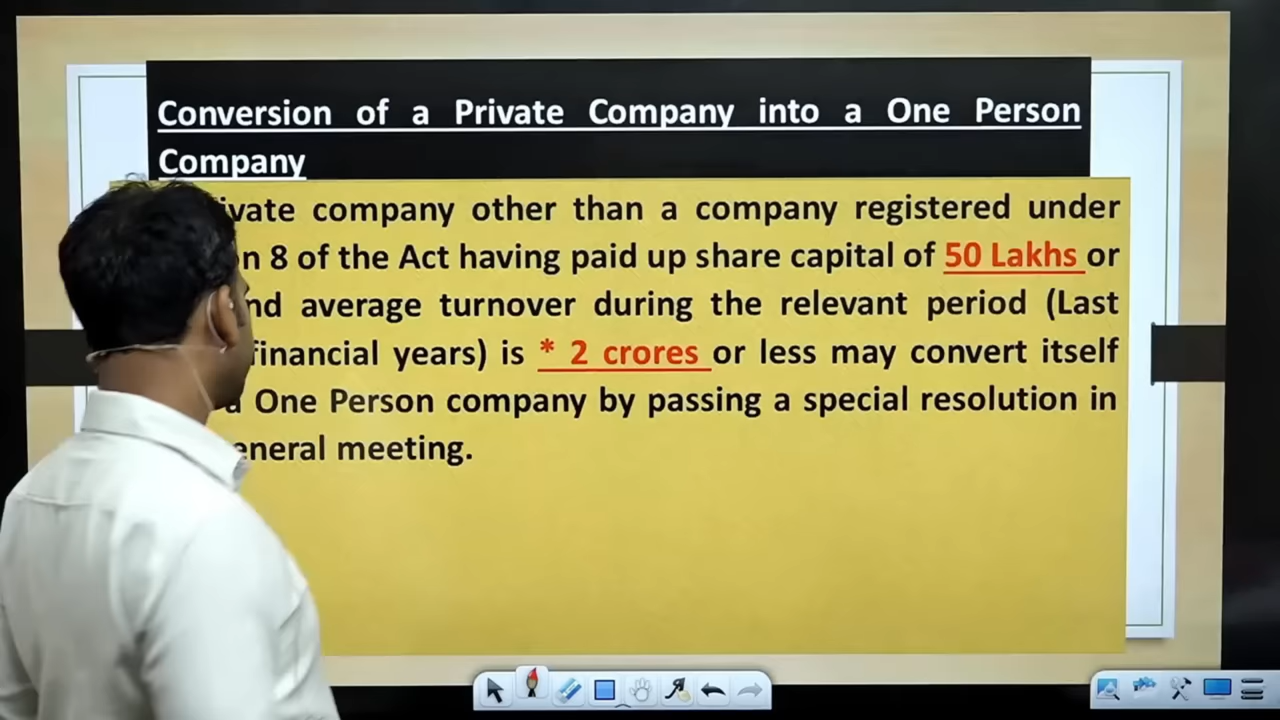 Conversion of a Private Company into a One Person
Company
ivate company other than a company registered under
n 8 of the Act having paid up share capital of 50 Lakhs or
nd average turnover during the relevant period (Last
financial years) is * 2 crores or less may convert itself
a One Person company by passing a special resolution in
eneral meeting.